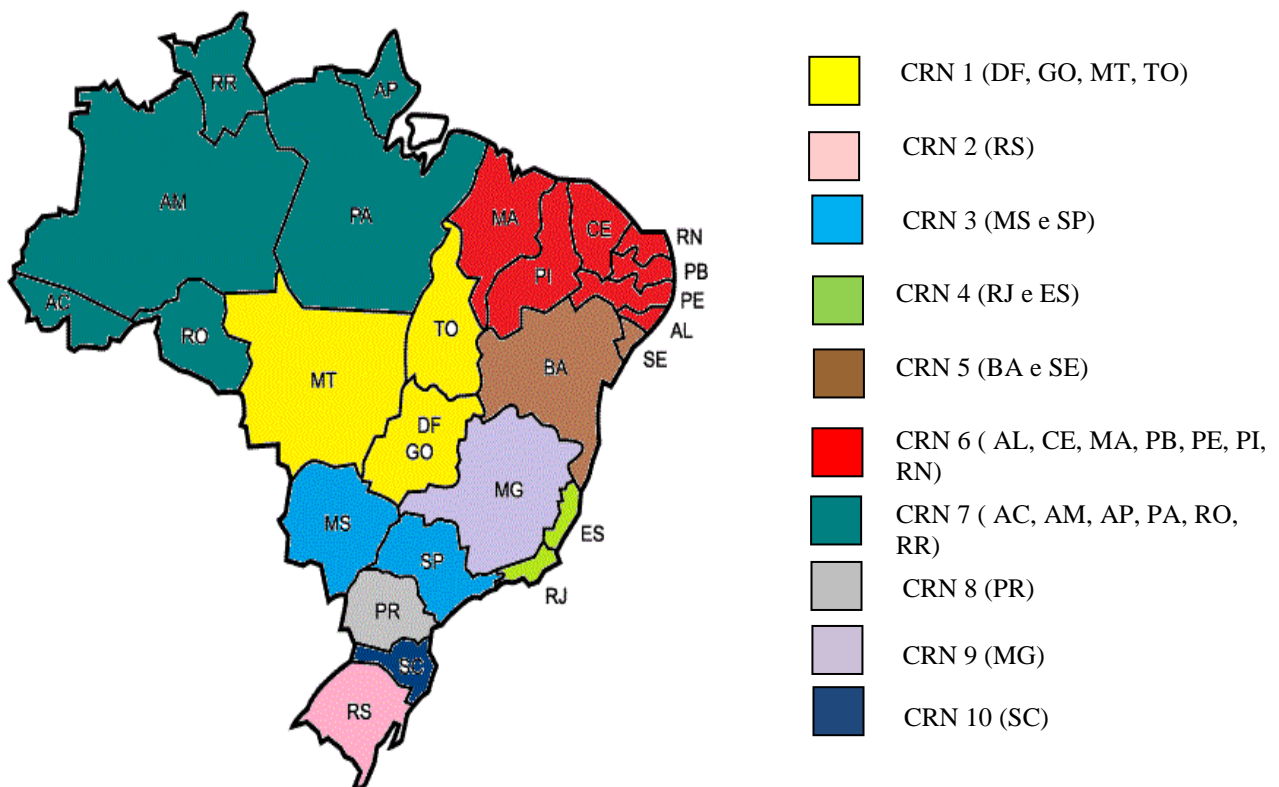 RR
AP
AM
PA
MA
CE
RN
PI
PB
PE
AC
AL
RO
TO
SE
MT
BA
DF
GO
MG
MS
ES
SP
RJ
PR
SC
RS
CRN 1 (DF, GO, MT, TO)
CRN 2 (RS)
CRN 3 (MS e SP)
CRN 4 (RJ e ES)
CRN 5 (BA e SE)
CRN 6 ( AL, CE, MA, PB, PE, PI,
RN)
CRN 7 ( AC, AM, AP, PA, RO,
RR)
CRN 8 (PR)
CRN 9 (MG)
CRN 10 (SC)